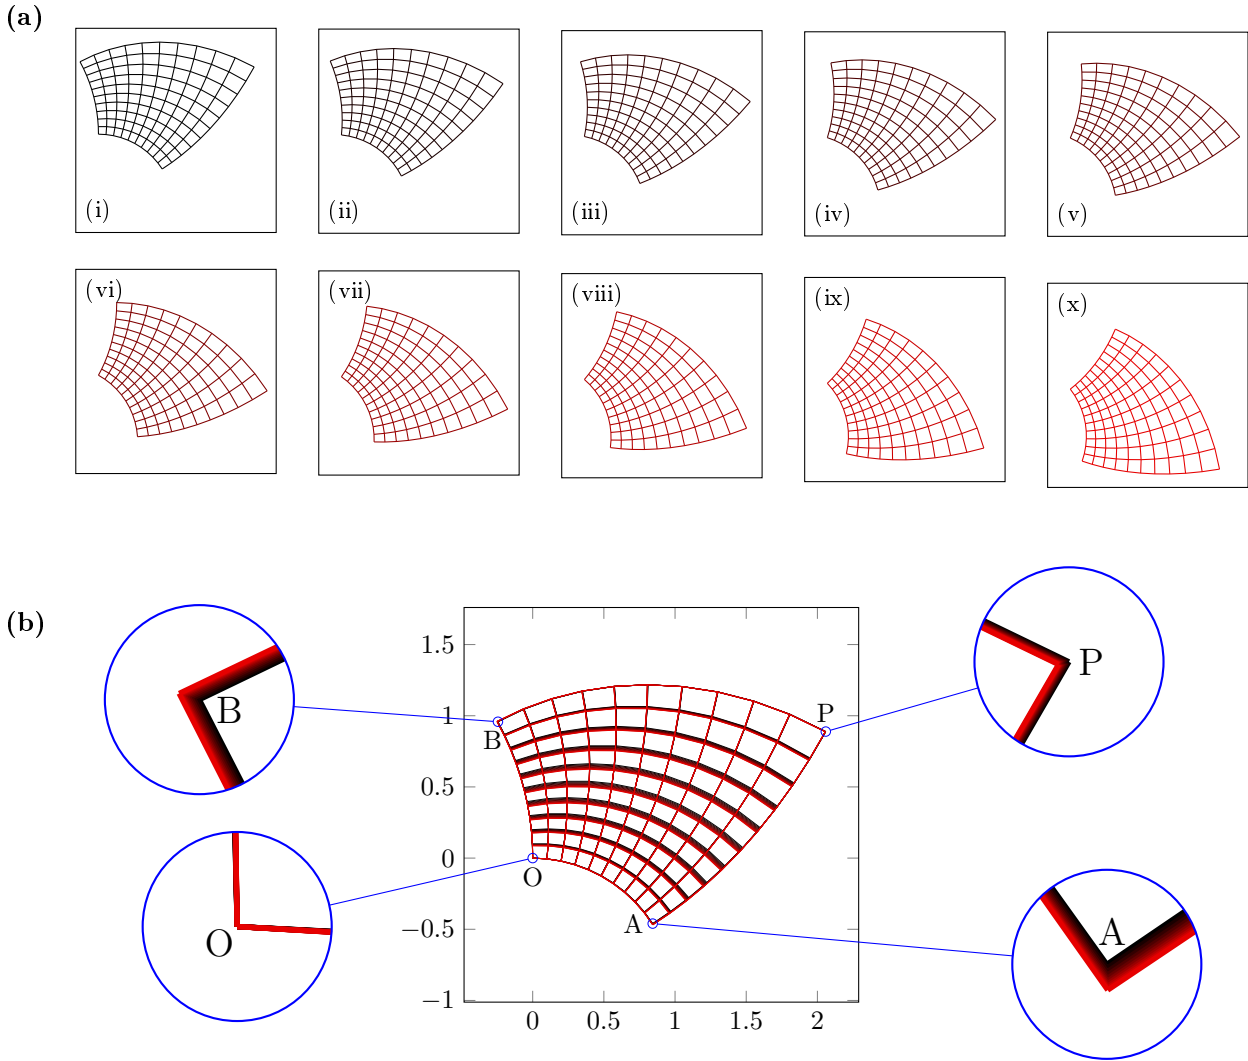 (a)
(i)
(ii)
(iii)
(iv)
(v)
(vi)
(vii)
(viii)
(ix)
(x)
(b)
B
O
P
A
1.5
1
0.5
0
−0.5
−1
B
P
O
A
0 0.5 1 1.5 2